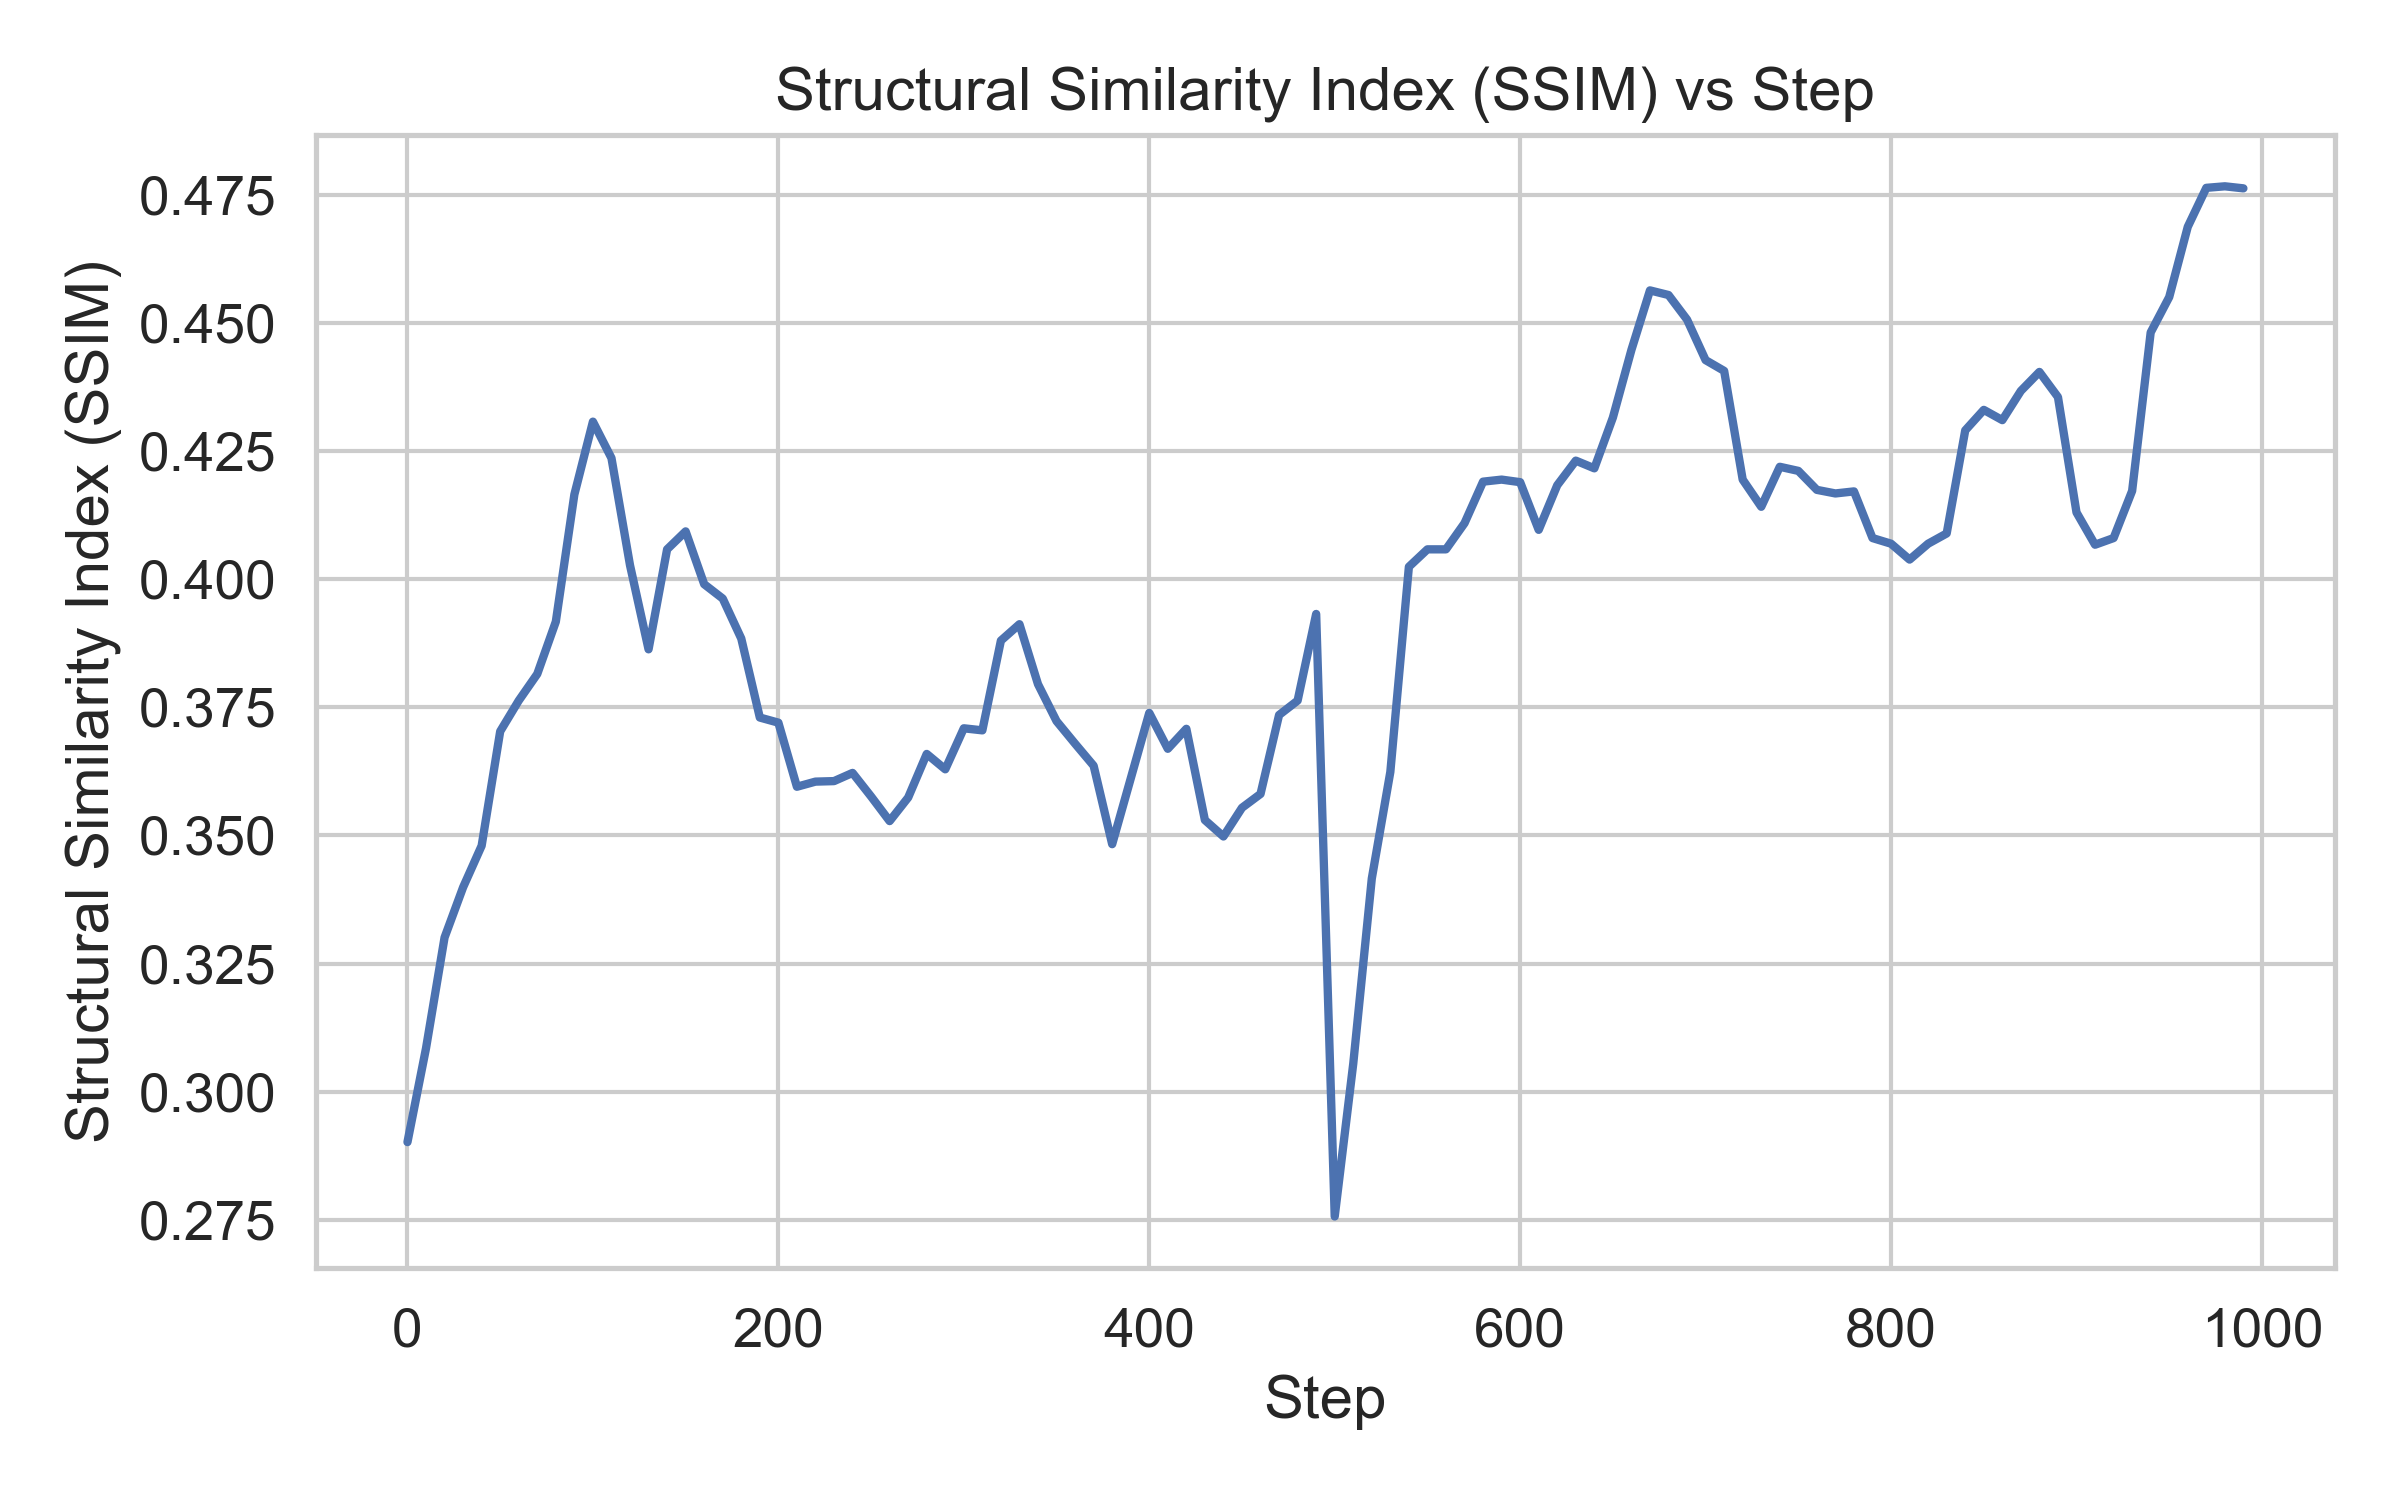 Structural Similarity Index (SSIM) vs Step
Structural Similarity Index (SSIM)
0.475
0.450
0.425
0.400
0.375
0.350
0.325
0.300
0.275
0 200 400 600 800 1000
Step